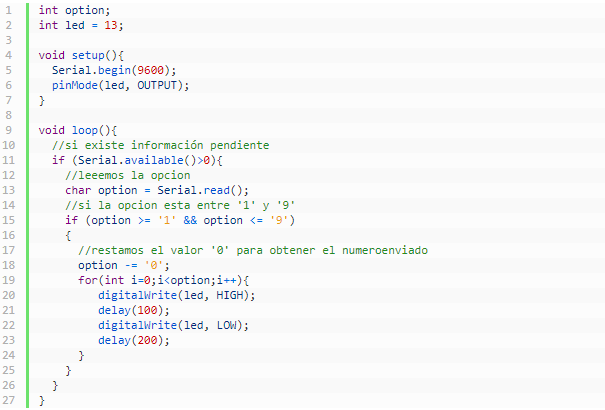 1 int option;
2 int led = 13;
3
4 void setup(){
5   Serial.begin(9600);
6   pinMode(led, OUTPUT);
7 }
8
9 void loop(){
10   //si existe información pendiente
11   if (Serial.available()>0){
12     //leeemos la opcion
13     char option = Serial.read();
14     //si la opcion esta entre '1' y '9'
15     if (option >= '1' && option <= '9')
16     {
17       //restamos el valor '0' para obtener el numeroenviado
18       option -= '0';
19       for(int i=0;i<option;i++){
20          digitalWrite(led, HIGH);
21          delay(100);
22          digitalWrite(led, LOW);
23          delay(200);
24       }
25     }
26   }
27 }